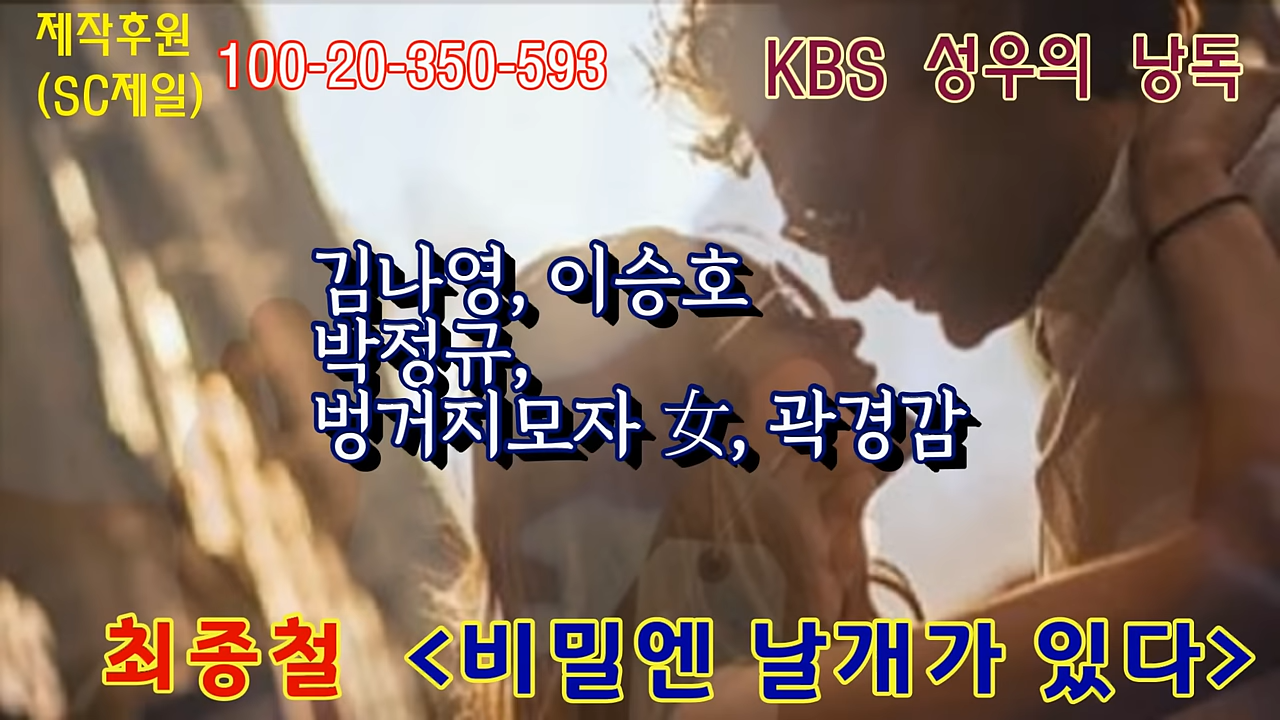 제작후원
(SC제일)
100-20-350-593
KBS 성우의 낭독
김나영, 이승호
박정규,
벙거지모자 女, 곽경감
최종철 <비밀엔 날개가 있다>